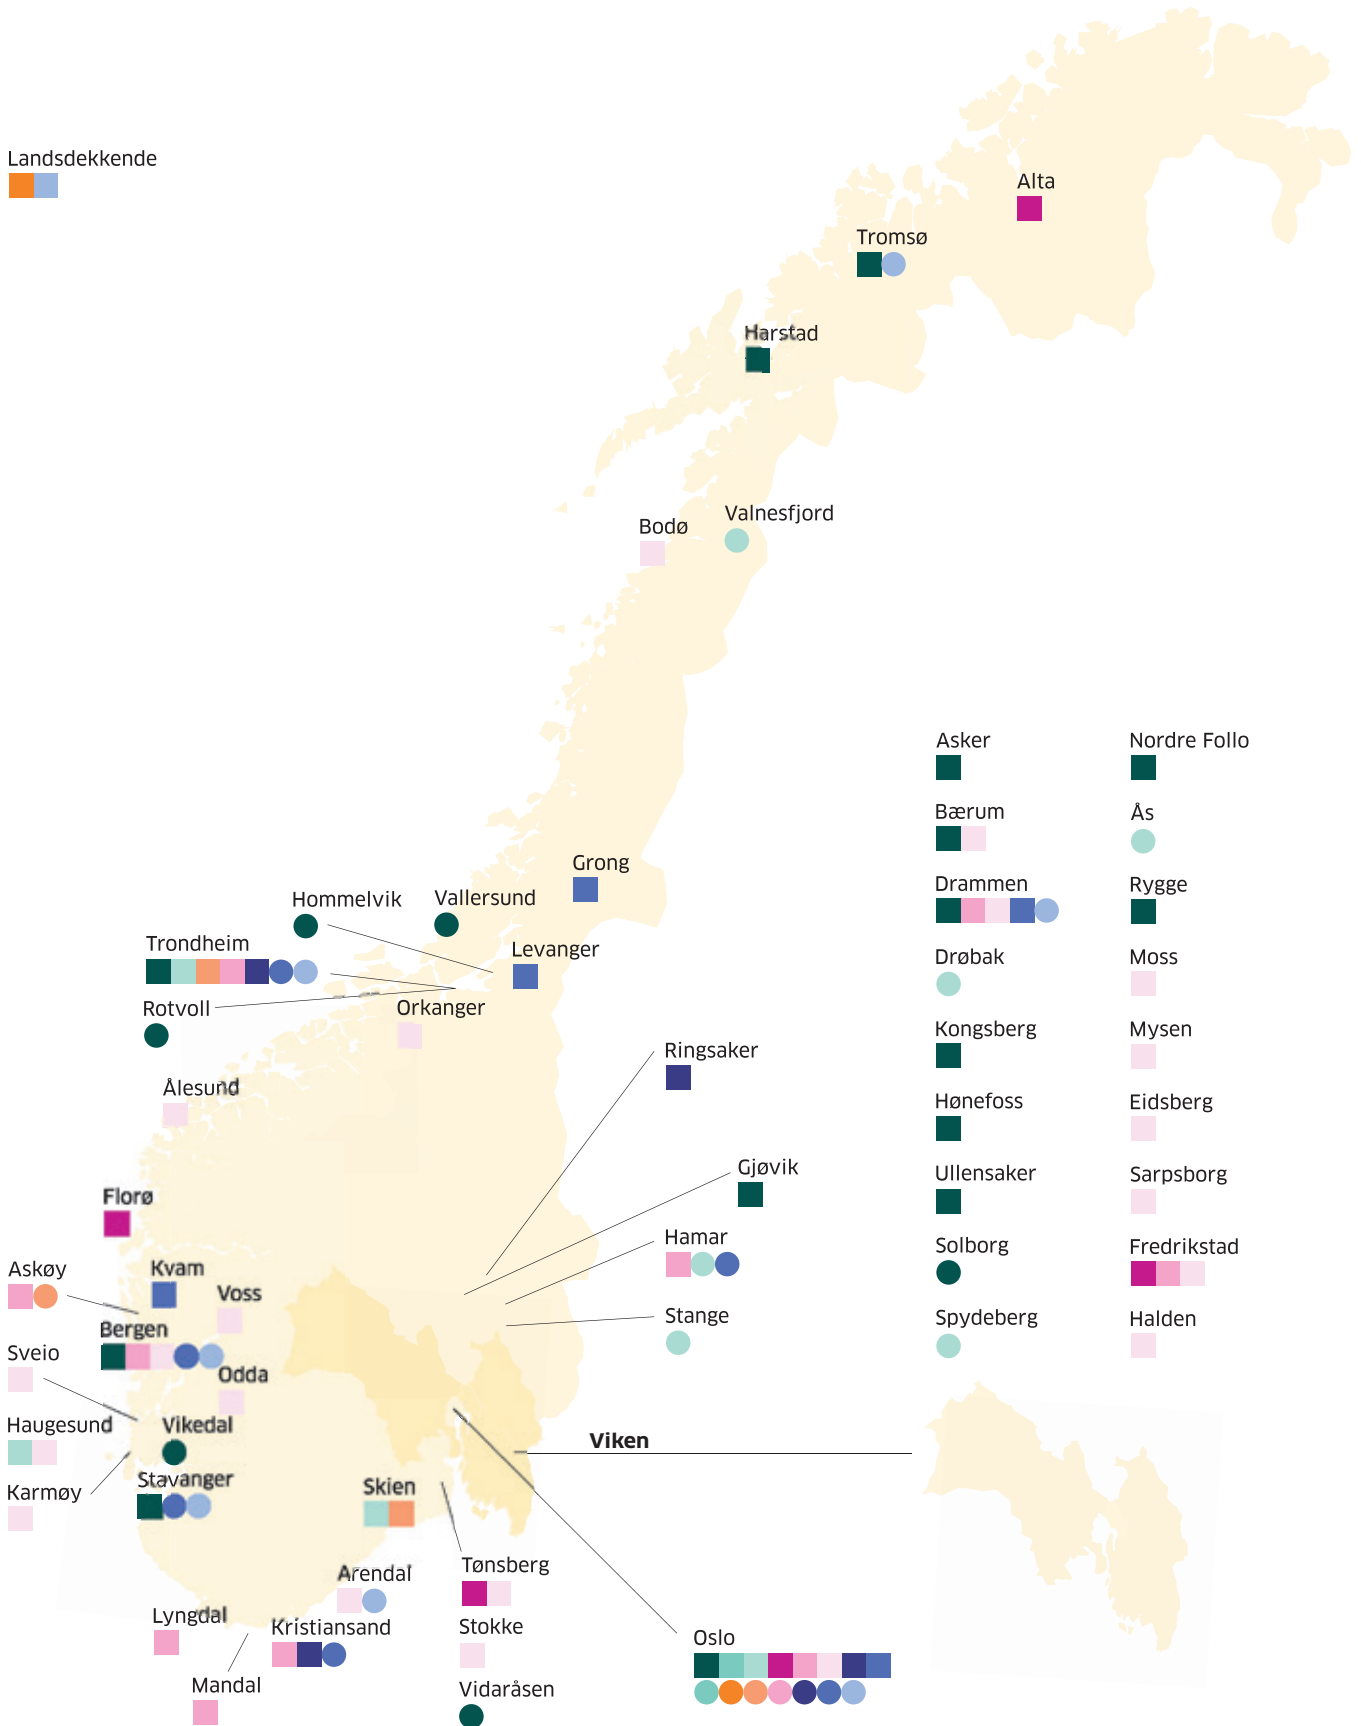 Landsdekkende
Alta
Tromsø
Harstad
Valnesfjord
Bodø
Asker
Nordre Follo
Bærum
Ås
Grong
Drammen
Rygge
Hommelvik
Vallersund
Trondheim
Levanger
Drøbak
Moss
Rotvoll
Orkanger
Kongsberg
Mysen
Ringsaker
Ålesund
Hønefoss
Eidsberg
Gjøvik
Ullensaker
Sarpsborg
Florø
Hamar
Solborg
Fredrikstad
Askøy
Kvam
Voss
Stange
Spydeberg
Halden
Bergen
Sveio
Odda
Haugesund
Vikedal
Viken
Stavanger
Skien
Karmøy
Arendal
Tønsberg
Lyngdal
Kristiansand
Stokke
Oslo
Mandal
Vidaråsen